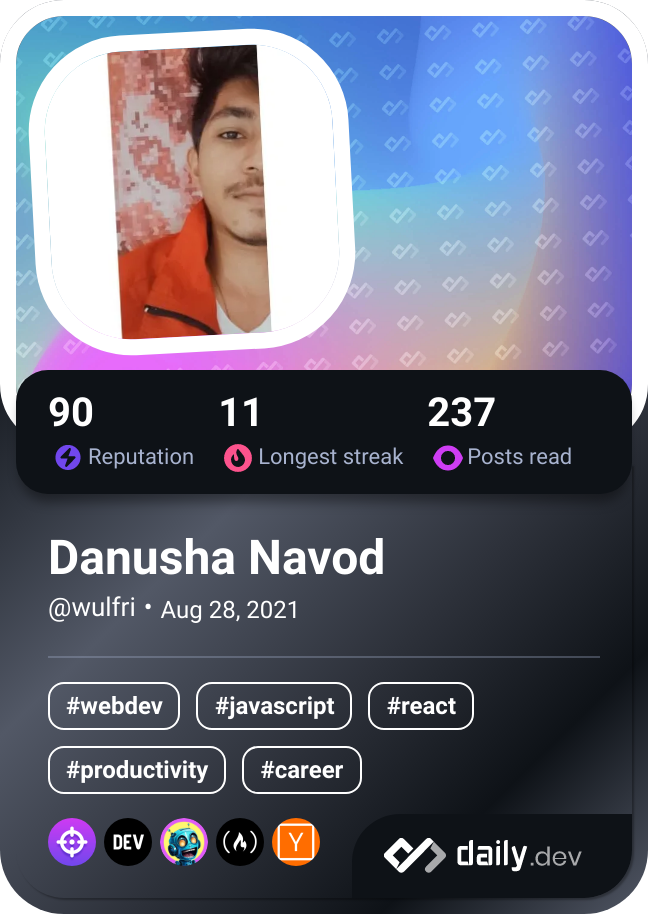 90 11 237
Reputation Longest streak Posts read
Danusha Navod
@wulfri • Aug 28, 2021
#webdev #javascript #react
#productivity #career
DEV Y daily.dev